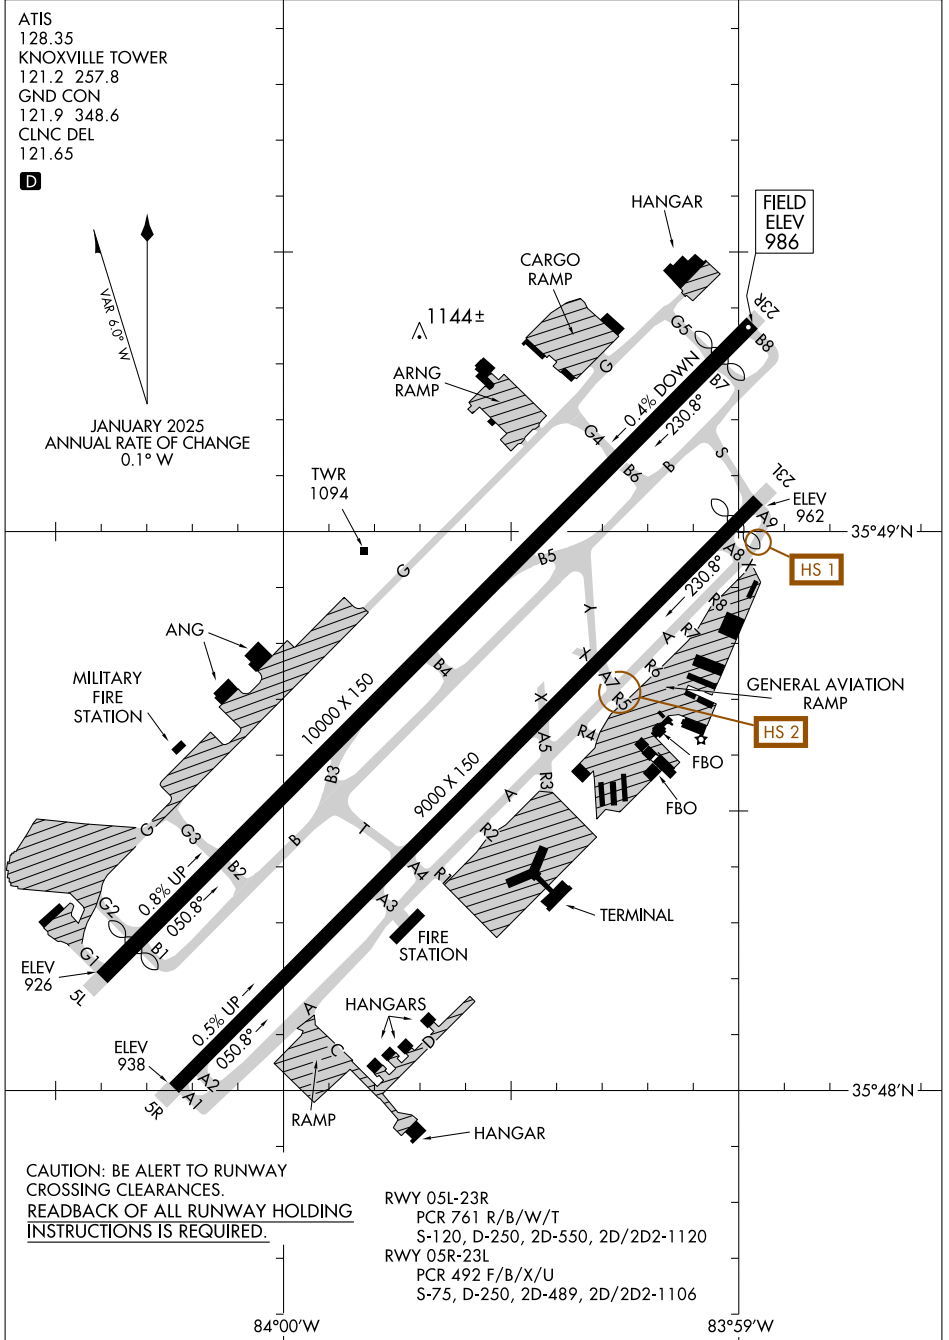 ATIS
128.35
KNOXVILLE TOWER
121.2 257.8
GND CON
121.9 348.6
CLNC DEL
121.65
D
VAR 6.0° W
JANUARY 2025
ANNUAL RATE OF CHANGE
0.1° W
HANGAR
FIELD
ELEV
986
CARGO
RAMP
1144±
ARNG
RAMP
23R
G5
B8
B7
G
0.4% DOWN
230.8°
G4
B6
B
S
23L
TWR
1094
ELEV
962
A9
35°49'N
A8
X
HS 1
B5
G
230.8°
Y
R8
R7
A
ANG
B4
X
A7
R6
R5
GENERAL AVIATION
RAMP
MILITARY
FIRE
STATION
X
HS 2
10000 X 150
A5
R4
FBO
B3
9000 X 150
R3
FBO
A
G
G3
B
T
R2
B2
A4
R1
0.8% UP
050.8°
A3
G2
TERMINAL
FIRE
STATION
B1
G1
ELEV
926
5L
HANGARS
A
0.5% UP
050.8°
D
C
ELEV
938
A2
A1
5R
35°48'N
RAMP
HANGAR
CAUTION: BE ALERT TO RUNWAY
CROSSING CLEARANCES.
READBACK OF ALL RUNWAY HOLDING
INSTRUCTIONS IS REQUIRED.
RWY 05L-23R
PCR 761 R/B/W/T
S-120, D-250, 2D-550, 2D/2D2-1120
RWY 05R-23L
PCR 492 F/B/X/U
S-75, D-250, 2D-489, 2D/2D2-1106
84°00'W
83°59'W